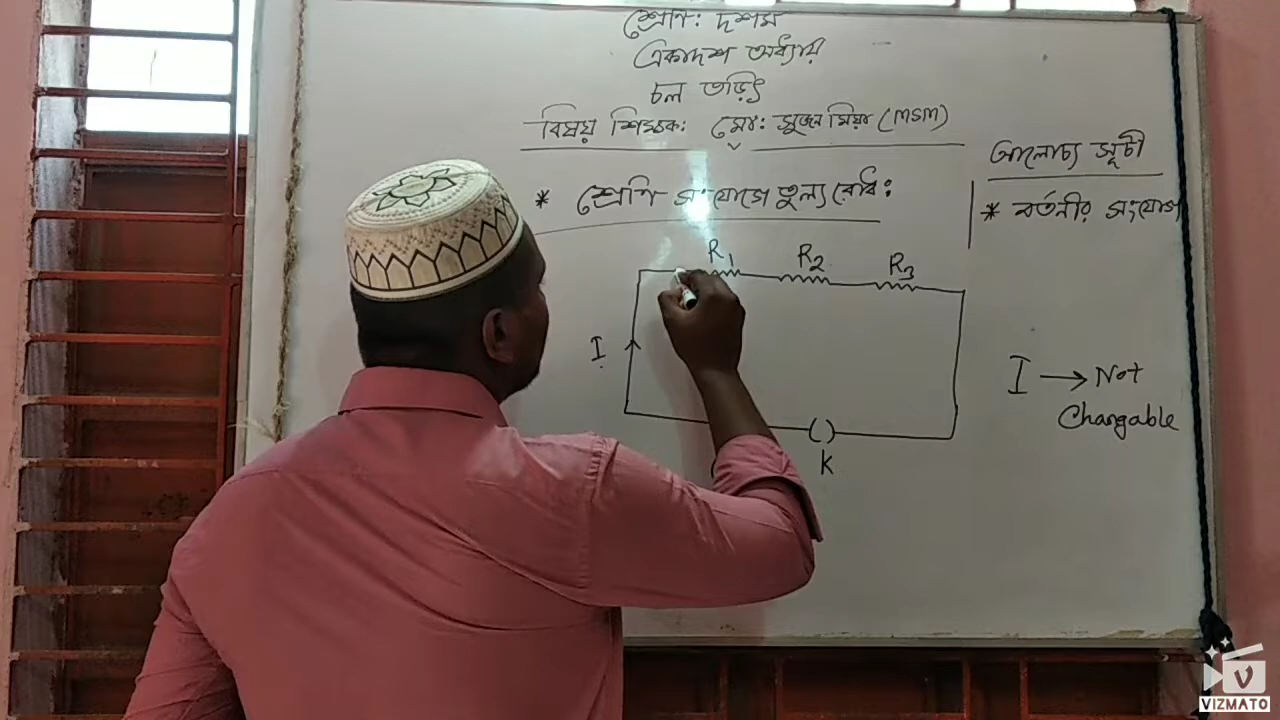 শ্রেণি: দশম
একাদশ অধ্যায়
চল তড়িৎ
বিষয় শিক্ষক: মোঃ সুজন মিয়া (MSM)
আলোচ্য সূচী
* বর্তনীর সংযোগ
* শ্রেণি সংযোগে তুল্য রোধ:
R1 R2 R3
I
I → Not
Changable
K
VIZMATO